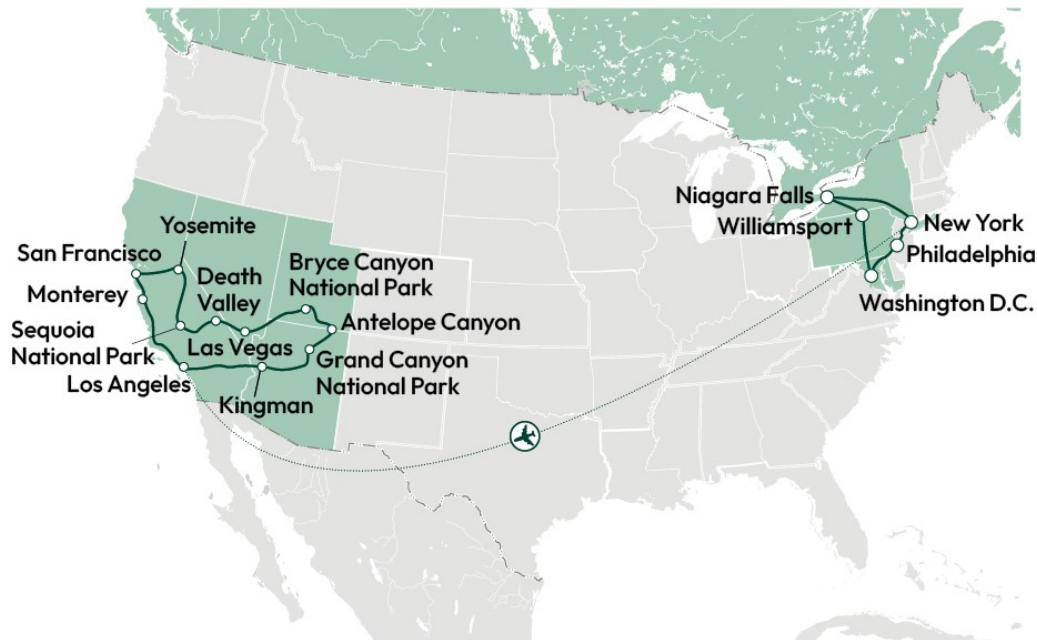 Yosemite
San Francisco
Death
Valley
Bryce Canyon
National Park
Monterey
Sequoia
National Park
Las Vegas
Antelope Canyon
Los Angeles
Kingman
Grand Canyon
National Park
Niagara Falls
Williamsport
New York
Philadelphia
Washington D.C.